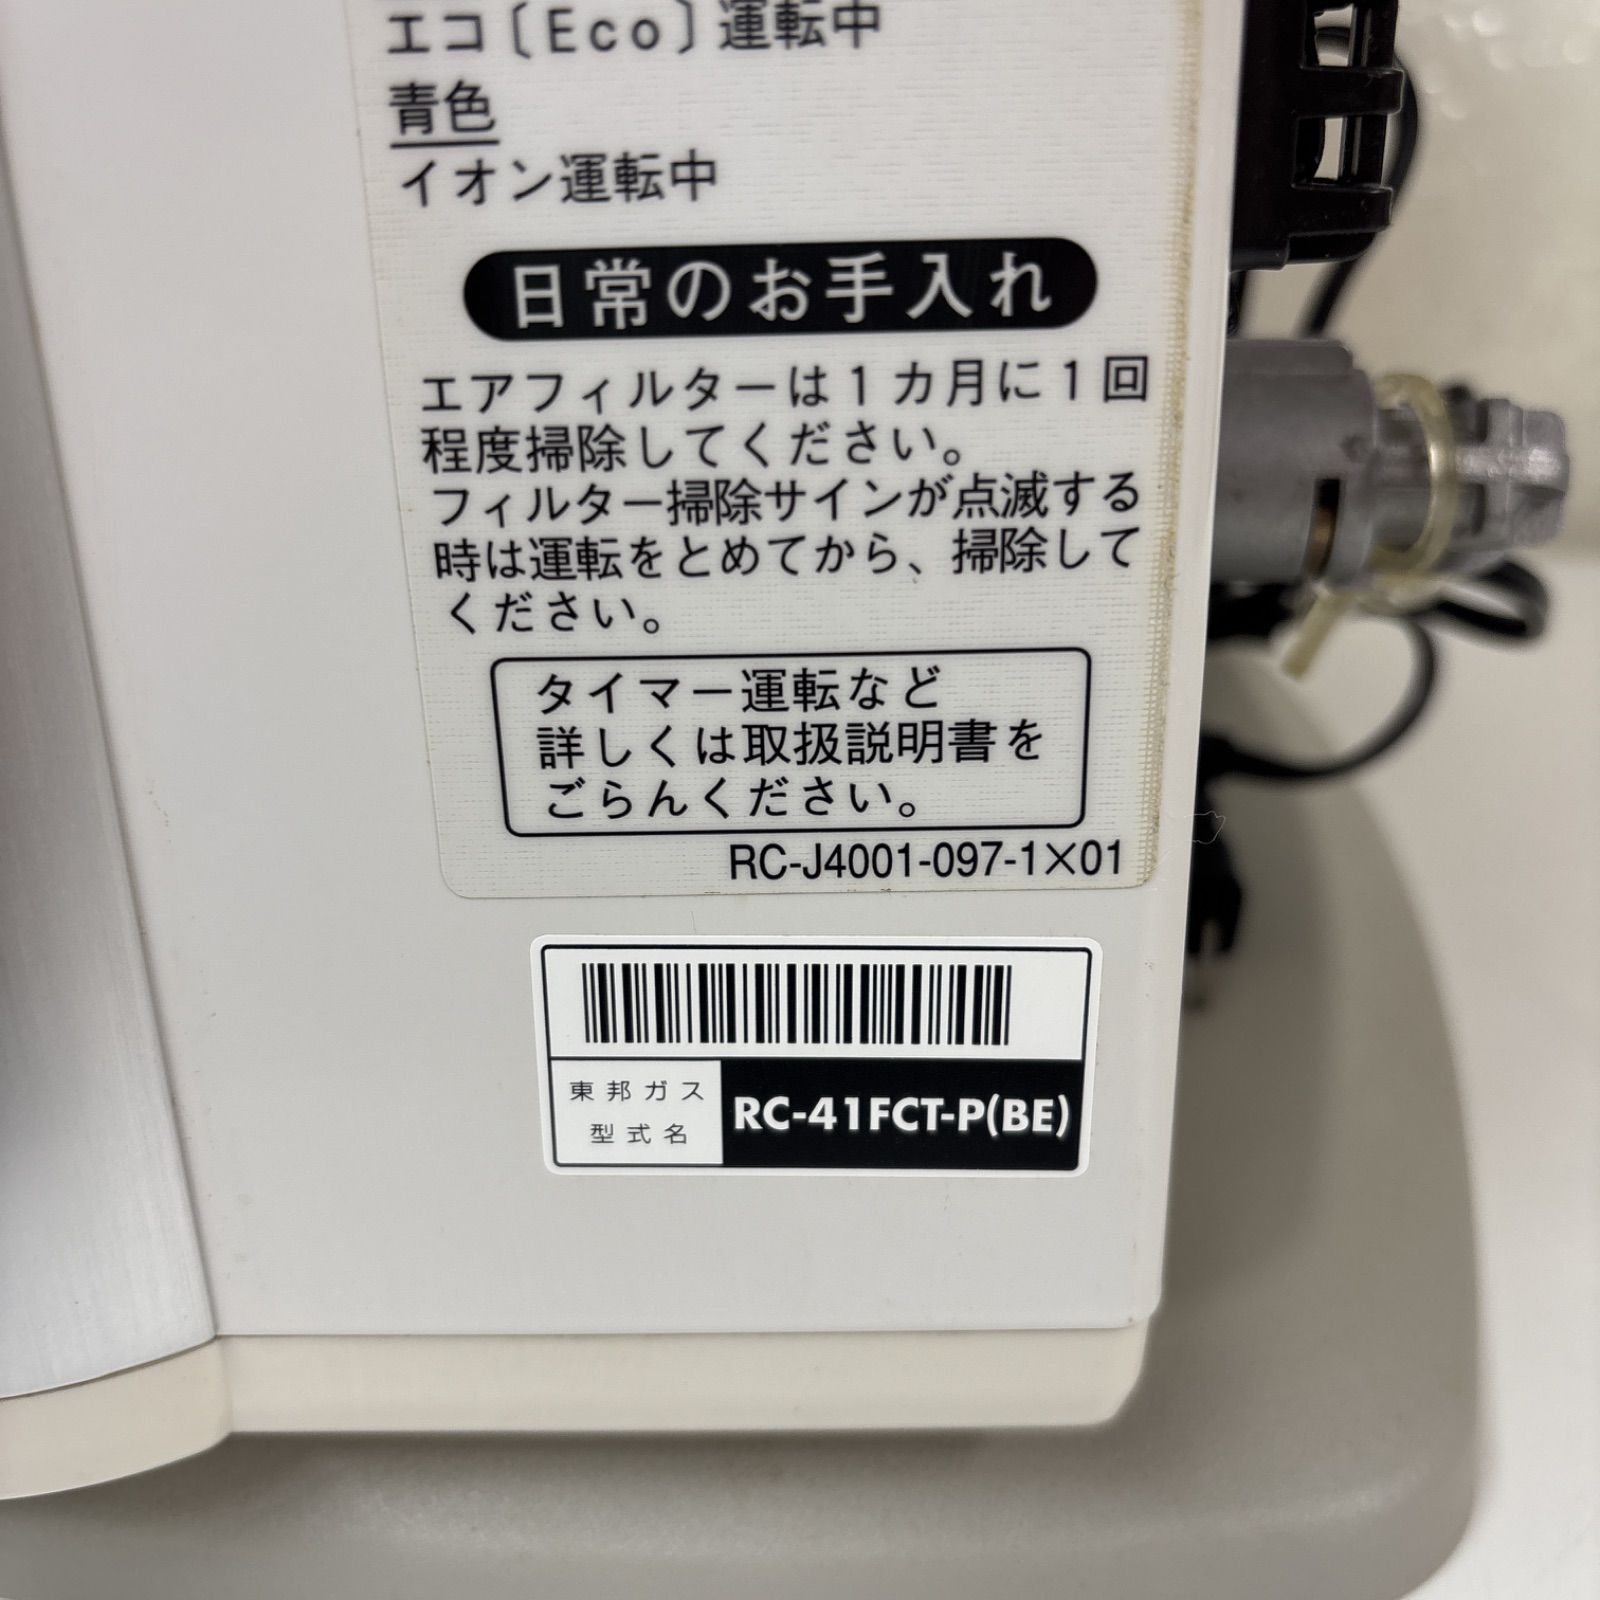 エコ〔Eco〕運転中
青色
イオン運転中
日常のお手入れ
エアフィルターは1カ月に1回
程度掃除してください。
フィルター掃除サインが点滅する
時は運転をとめてから、掃除して
ください。
タイマー運転など
詳しくは取扱説明書を
ごらんください。
RC-J4001-097-1×01
東邦ガス
型式名
RC-41FCT-P(BE)